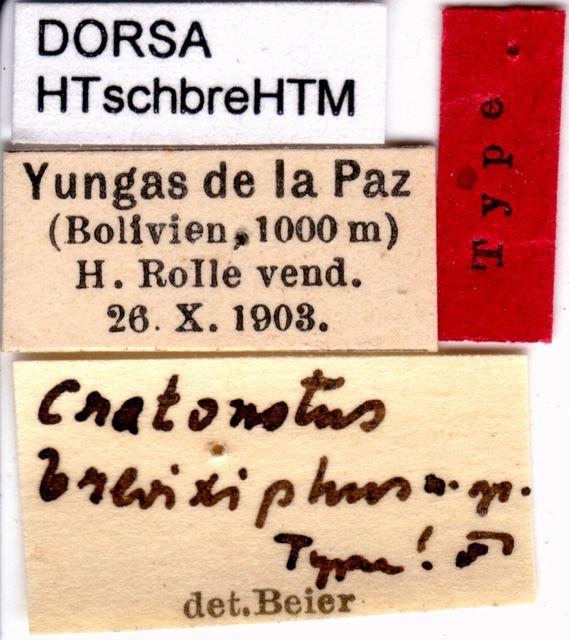 DORSA
HTschbreHTM
Type.
Yungas de la Paz
(Bolivien, 1000 m)
H. Rolle vend.
26. X. 1903.
Cratonotus
brevixiphus n. sp.
Type!
det. Beier